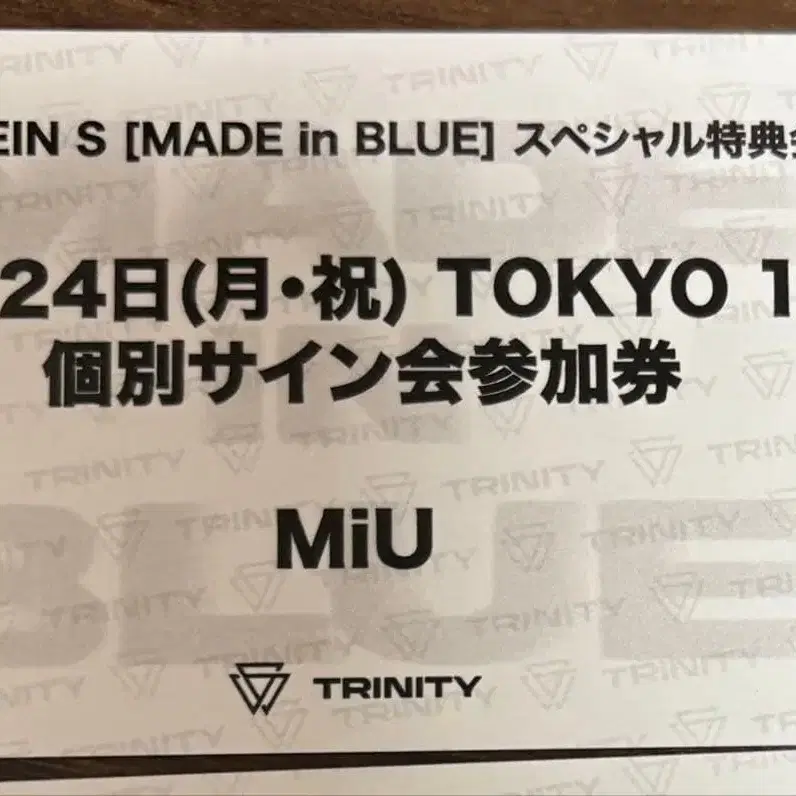 EIN S [MADE in BLUE] スペシャル特典会
24日(月・祝) TOKYO 1
個別サイン会参加券
MiU
TRINITY